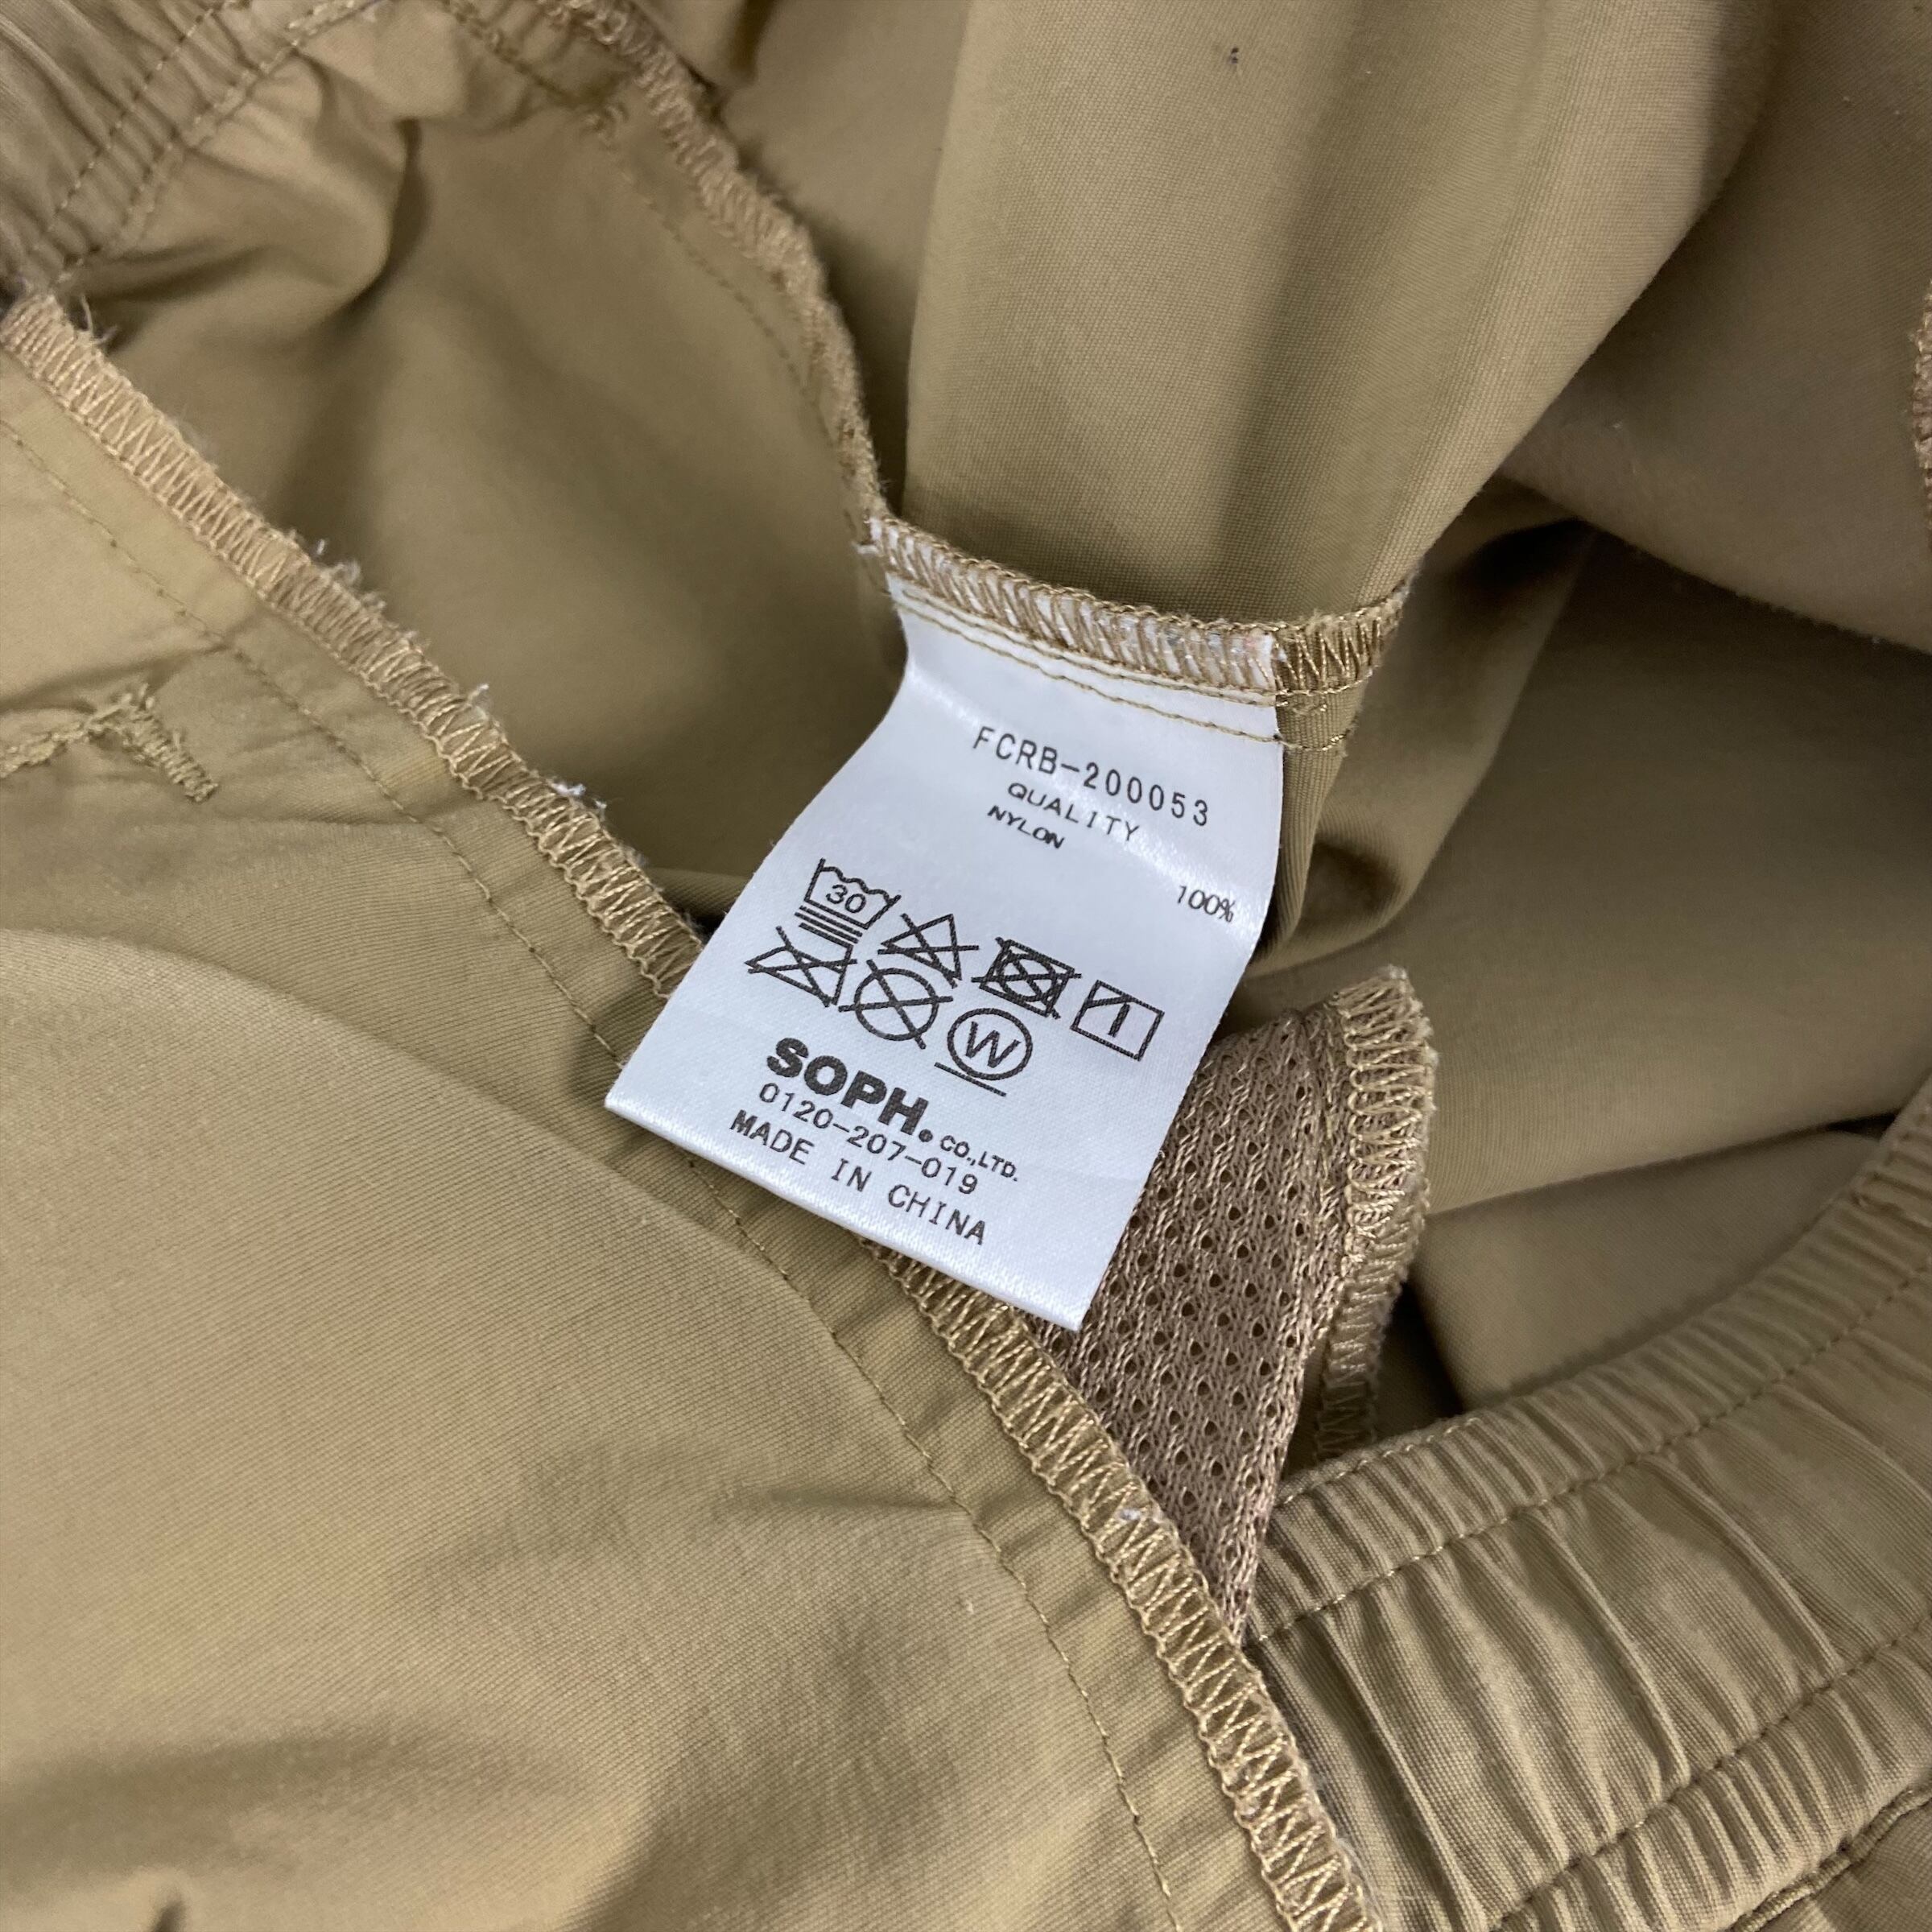 FCRB-200053
QUALITY
NYLON
100%
30
W
SOPH. CO.,LTD.
0120-207-019
MADE IN CHINA